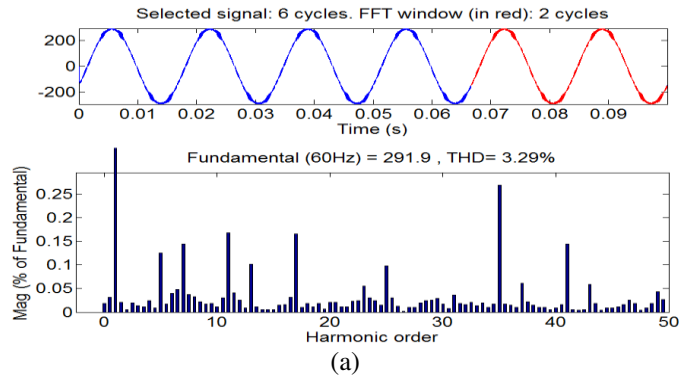 Selected signal: 6 cycles. FFT window (in red): 2 cycles
200
0
-200
0 0.01 0.02 0.03 0.04 0.05 0.06 0.07 0.08 0.09
Time (s)
Fundamental (60Hz) = 291.9 , THD= 3.29%
Mag (% of Fundamental)
0.25
0.2
0.15
0.1
0.05
0
0 10 20 30 40 50
Harmonic order
(a)